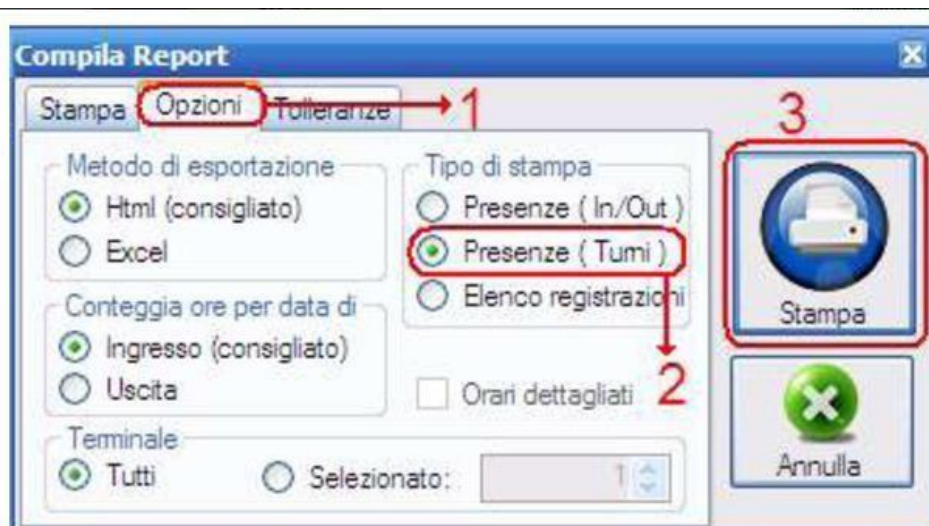 Compila Report
Stampa Opzioni Tolleranze 1
3
Metodo di esportazione
Html (consigliato)
Excel
Tipo di stampa
Presenze ( In/Out )
Presenze ( Turni )
Elenco registrazioni
Conteggia ore per data di
Ingresso (consigliato)
Uscita
Orari dettagliati 2
Terminale
Tutti Selezionato: 1
Stampa
Annulla